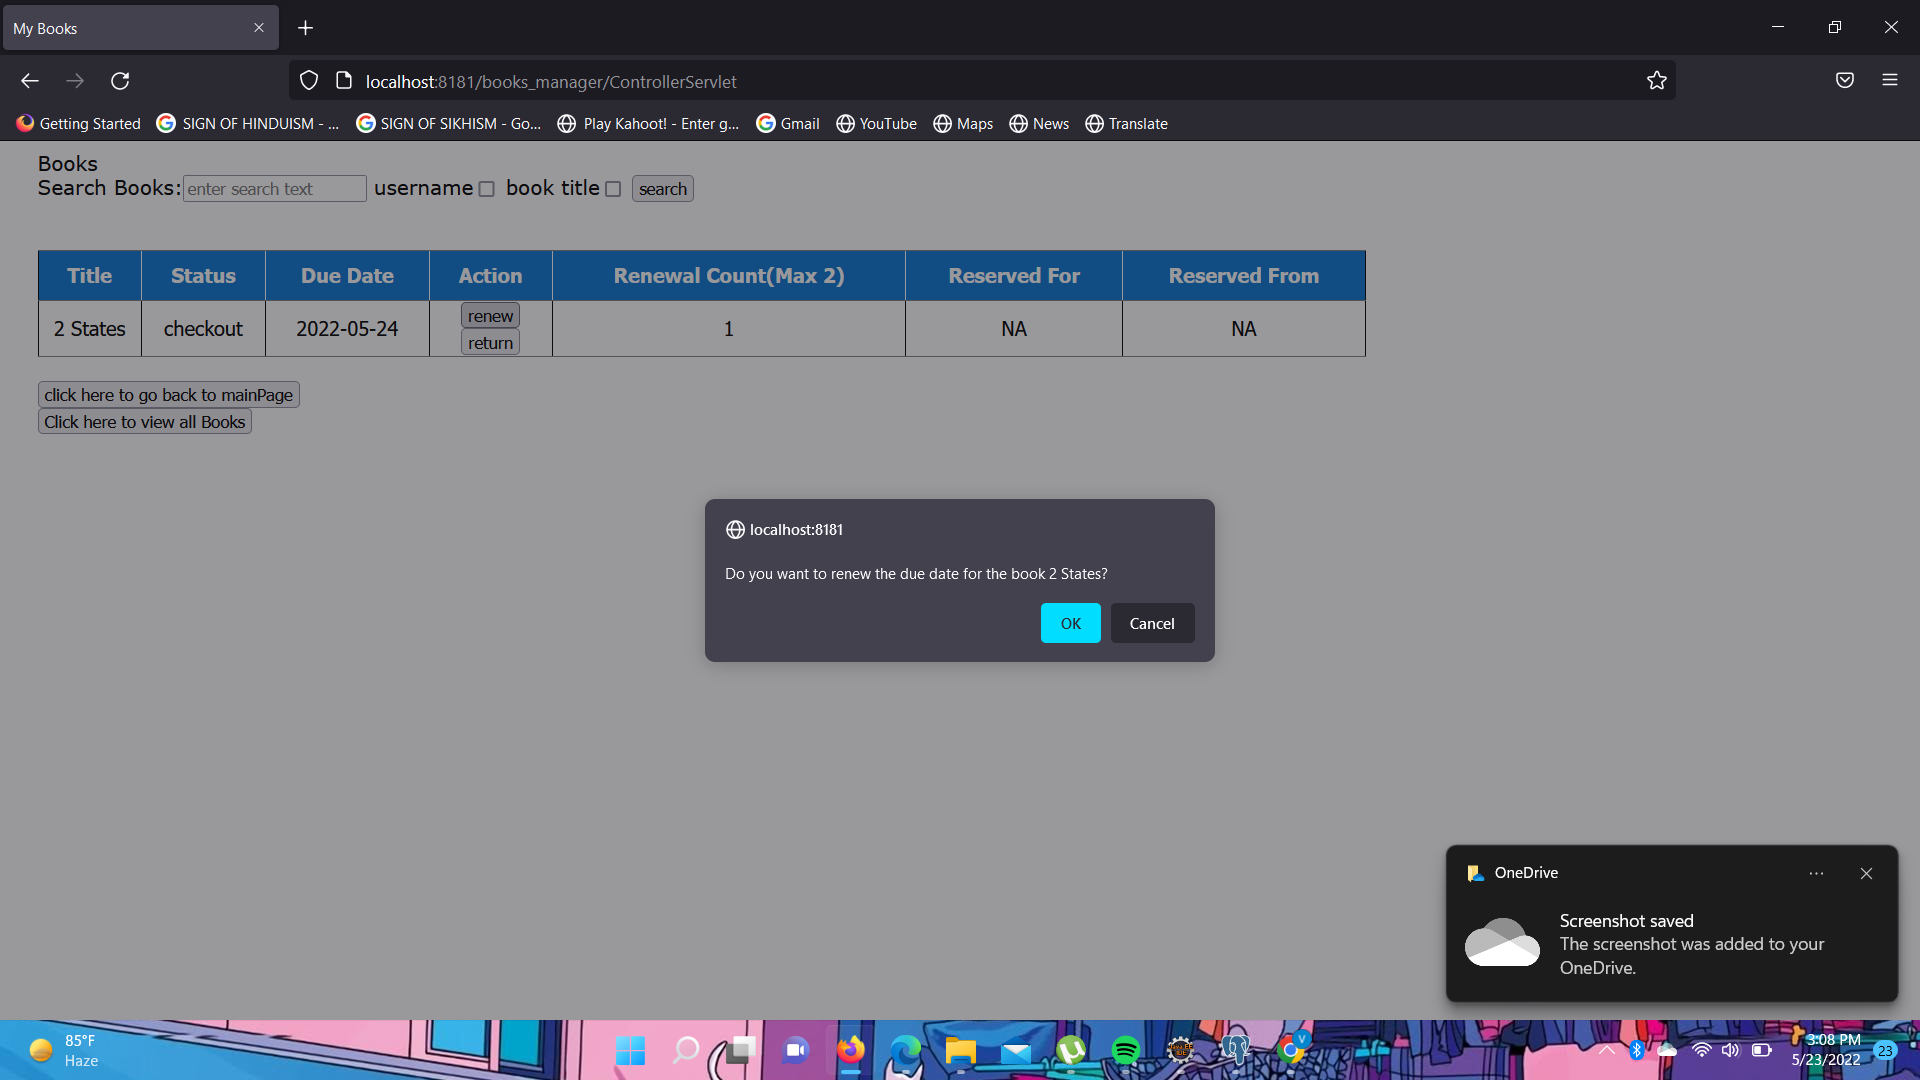 My Books
localhost:8181/books_manager/ControllerServlet
Getting Started SIGN OF HINDUISM - ... SIGN OF SIKHISM - Go... Play Kahoot! - Enter g... Gmail YouTube Maps News Translate
Books
Search Books: enter search text username book title search
Title Status Due Date Action Renewal Count(Max 2) Reserved For Reserved From
2 States checkout 2022-05-24 renew return 1 NA NA
click here to go back to mainPage
Click here to view all Books
localhost:8181
Do you want to renew the due date for the book 2 States?
OK Cancel
OneDrive
Screenshot saved
The screenshot was added to your
OneDrive.
85°F
Haze
3:08 PM
5/23/2022
23